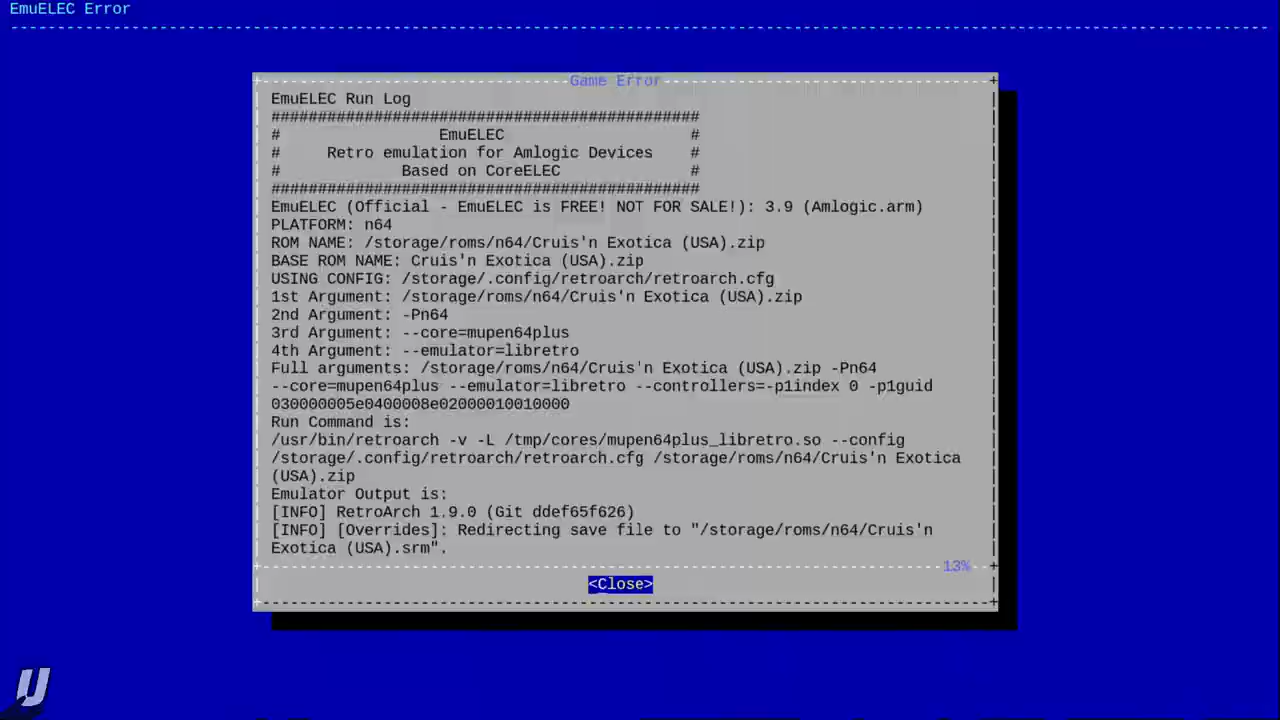 EmuELEC Error
Game Error
EmuELEC Run Log
##############################################
# EmuELEC #
# Retro emulation for Amlogic Devices #
# Based on CoreELEC #
##############################################
EmuELEC (Official - EmuELEC is FREE! NOT FOR SALE!): 3.9 (Amlogic.arm)
PLATFORM: n64
ROM NAME: /storage/roms/n64/Cruis'n Exotica (USA).zip
BASE ROM NAME: Cruis'n Exotica (USA).zip
USING CONFIG: /storage/.config/retroarch/retroarch.cfg
1st Argument: /storage/roms/n64/Cruis'n Exotica (USA).zip
2nd Argument: -Pn64
3rd Argument: --core=mupen64plus
4th Argument: --emulator=libretro
Full arguments: /storage/roms/n64/Cruis'n Exotica (USA).zip -Pn64
--core=mupen64plus --emulator=libretro --controllers=-p1index 0 -p1guid
030000005e0400008e02000010010000
Run Command is:
/usr/bin/retroarch -v -L /tmp/cores/mupen64plus_libretro.so --config
/storage/.config/retroarch/retroarch.cfg /storage/roms/n64/Cruis'n Exotica
(USA).zip
Emulator Output is:
[INFO] RetroArch 1.9.0 (Git ddef65f626)
[INFO] [Overrides]: Redirecting save file to "/storage/roms/n64/Cruis'n
Exotica (USA).srm".
13%
<Close>
U